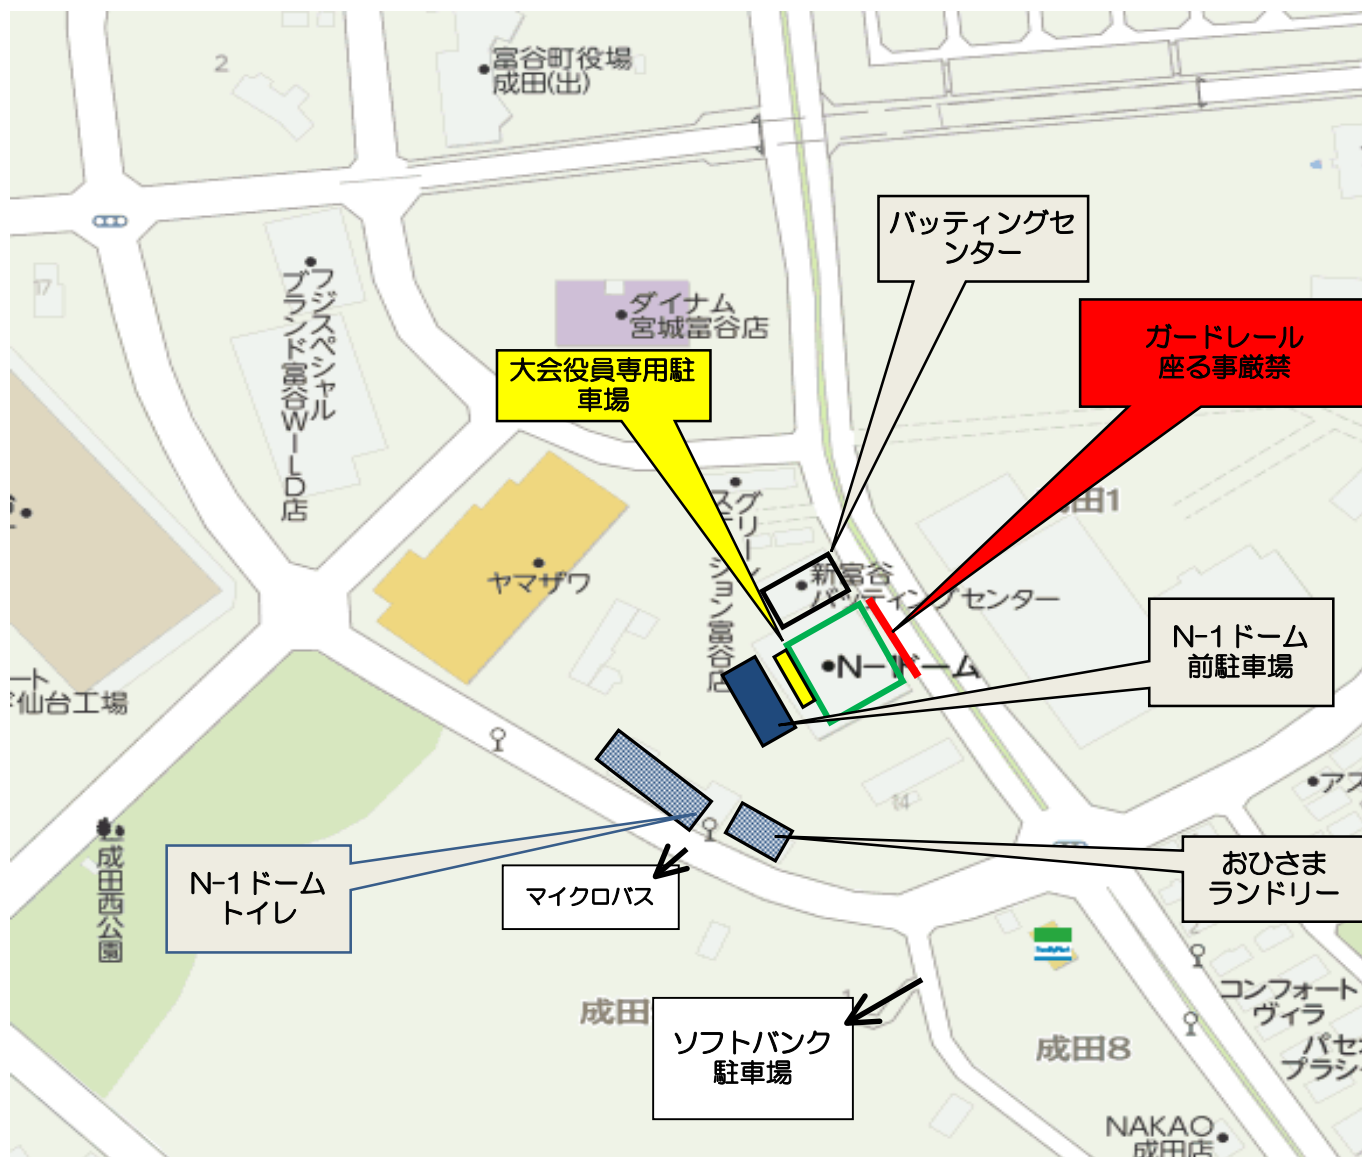 2
富谷町役場
成田(出)
バッティングセ
ンター
17
フジスペシャル
ブランド富谷WILD店
ダイナム
宮城富谷店
ガードレール
座る事厳禁
大会役員専用駐
車場
田1
ヤマザワ
新富谷
バッティングセンター
N-1ドーム
前駐車場
N-ドーム
ート
仙台工場
14
アス
成田西公園
N-1ドーム
トイレ
マイクロバス
おひさま
ランドリー
FamilyMart
コンフォート
ヴィラ
成田
ソフトバンク
駐車場
成田8
パセ
プラシ
NAKAO
成田店